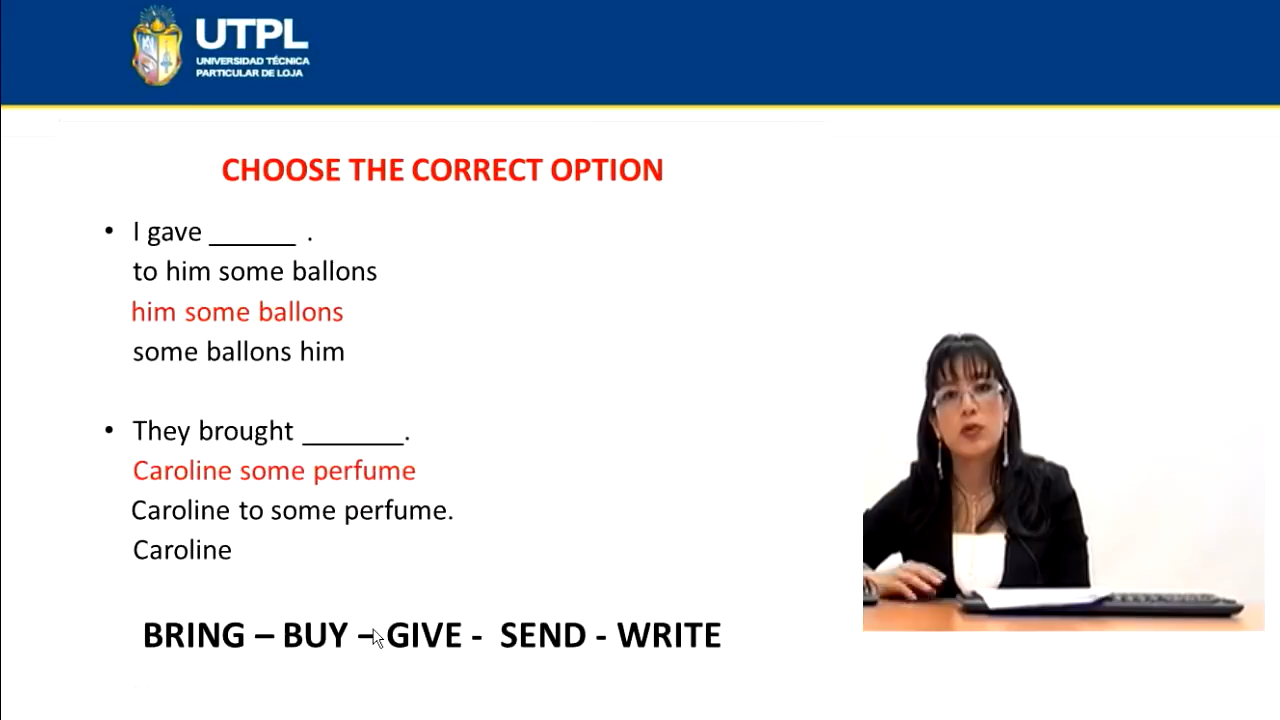 UTPL
UNIVERSIDAD TÉCNICA
PARTICULAR DE LOJA
CHOOSE THE CORRECT OPTION
• I gave ______ .
to him some ballons
him some ballons
some ballons him
• They brought _______.
Caroline some perfume
Caroline to some perfume.
Caroline
BRING – BUY – GIVE - SEND - WRITE